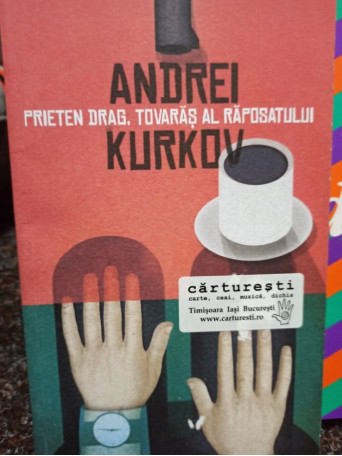 ANDREI
PRIETEN DRAG, TOVARĂȘ AL RĂPOSATULUI
KURKOV
cărturești
carte, ceai, muzică, dichis
Timișoara Iași București
www.carturesti.ro